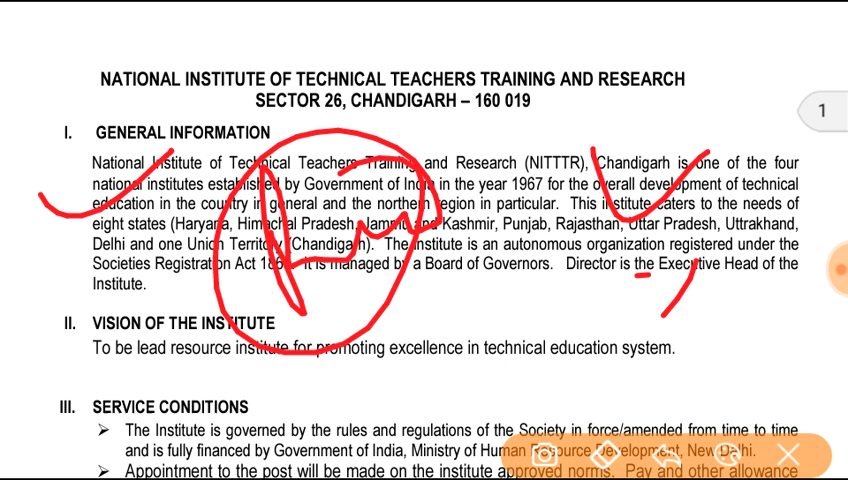 NATIONAL INSTITUTE OF TECHNICAL TEACHERS TRAINING AND RESEARCH
SECTOR 26, CHANDIGARH – 160 019
1
I. GENERAL INFORMATION
National Institute of Technical Teachers Training and Research (NITTTR), Chandigarh is one of the four
national institutes established by Government of India in the year 1967 for the overall development of technical
education in the country in general and the northern region in particular. This institute caters to the needs of
eight states (Haryana, Himachal Pradesh, Jammu and Kashmir, Punjab, Rajasthan, Uttar Pradesh, Uttrakhand,
Delhi and one Union Territory (Chandigarh). The Institute is an autonomous organization registered under the
Societies Registration Act It is managed by a Board of Governors. Director is the Executive Head of the
Institute.
II. VISION OF THE INSTITUTE
To be lead resource institute for promoting excellence in technical education system.
III. SERVICE CONDITIONS
➢ The Institute is governed by the rules and regulations of the Society in force/amended from time to time
and is fully financed by Government of India, Ministry of Human Resource Development, New Delhi.
➢ Appointment to the post will be made on the institute approved norms. Pay and other allowance